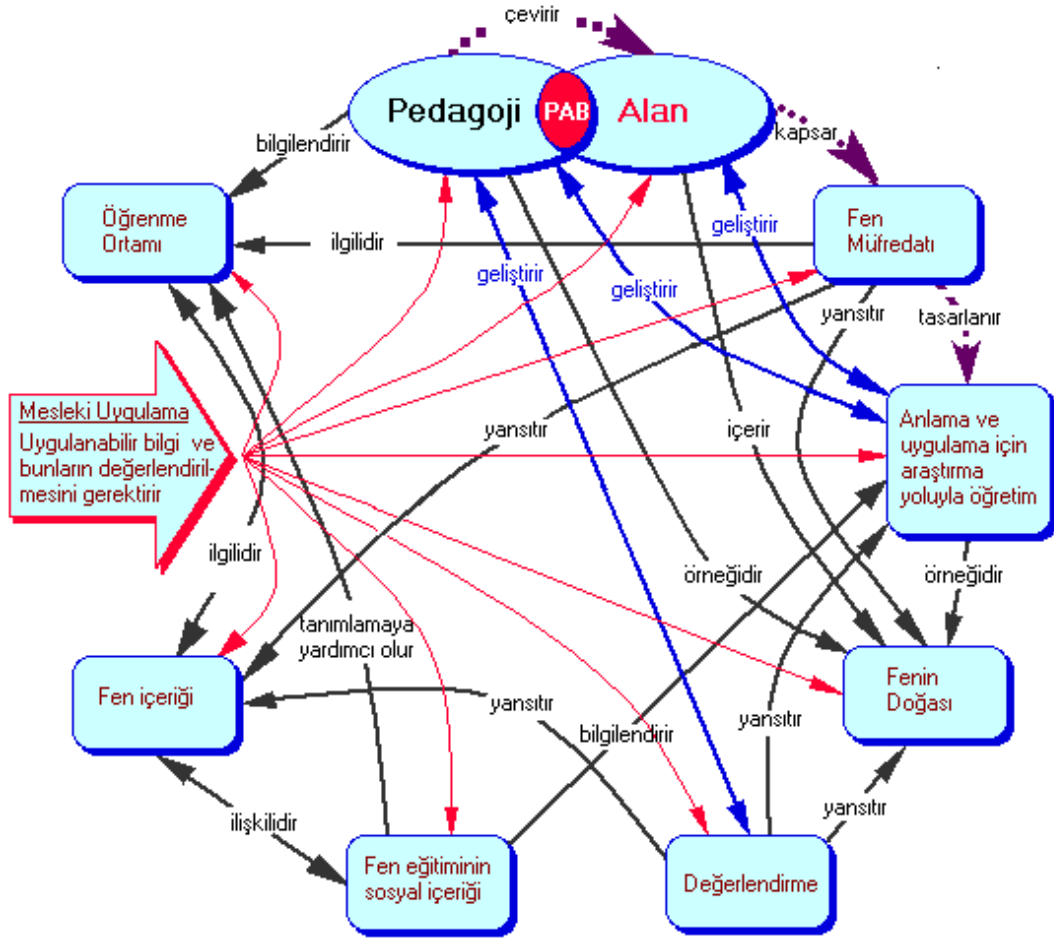 çevirir
Pedagoji
PAB
Alan
bilgilendirir
kapsar
Öğrenme
Ortamı
ilgilidir
geliştirir
geliştirir
geliştirir
Fen
Müfredatı
yansıtır
tasarlanır
Mesleki Uygulama
Uygulanabilir bilgi ve
bunların değerlendiril-
mesini gerektirir
yansıtır
içerir
Anlama ve
uygulama için
araştırma
yoluyla öğretim
ilgilidir
örneğidir
örneğidir
tanımlamaya
yardımcı olur
Fen içeriği
yansıtır
bilgilendirir
yansıtır
Fenin
Doğası
ilişkilidir
yansıtır
Fen eğitiminin
sosyal içeriği
Değerlendirme